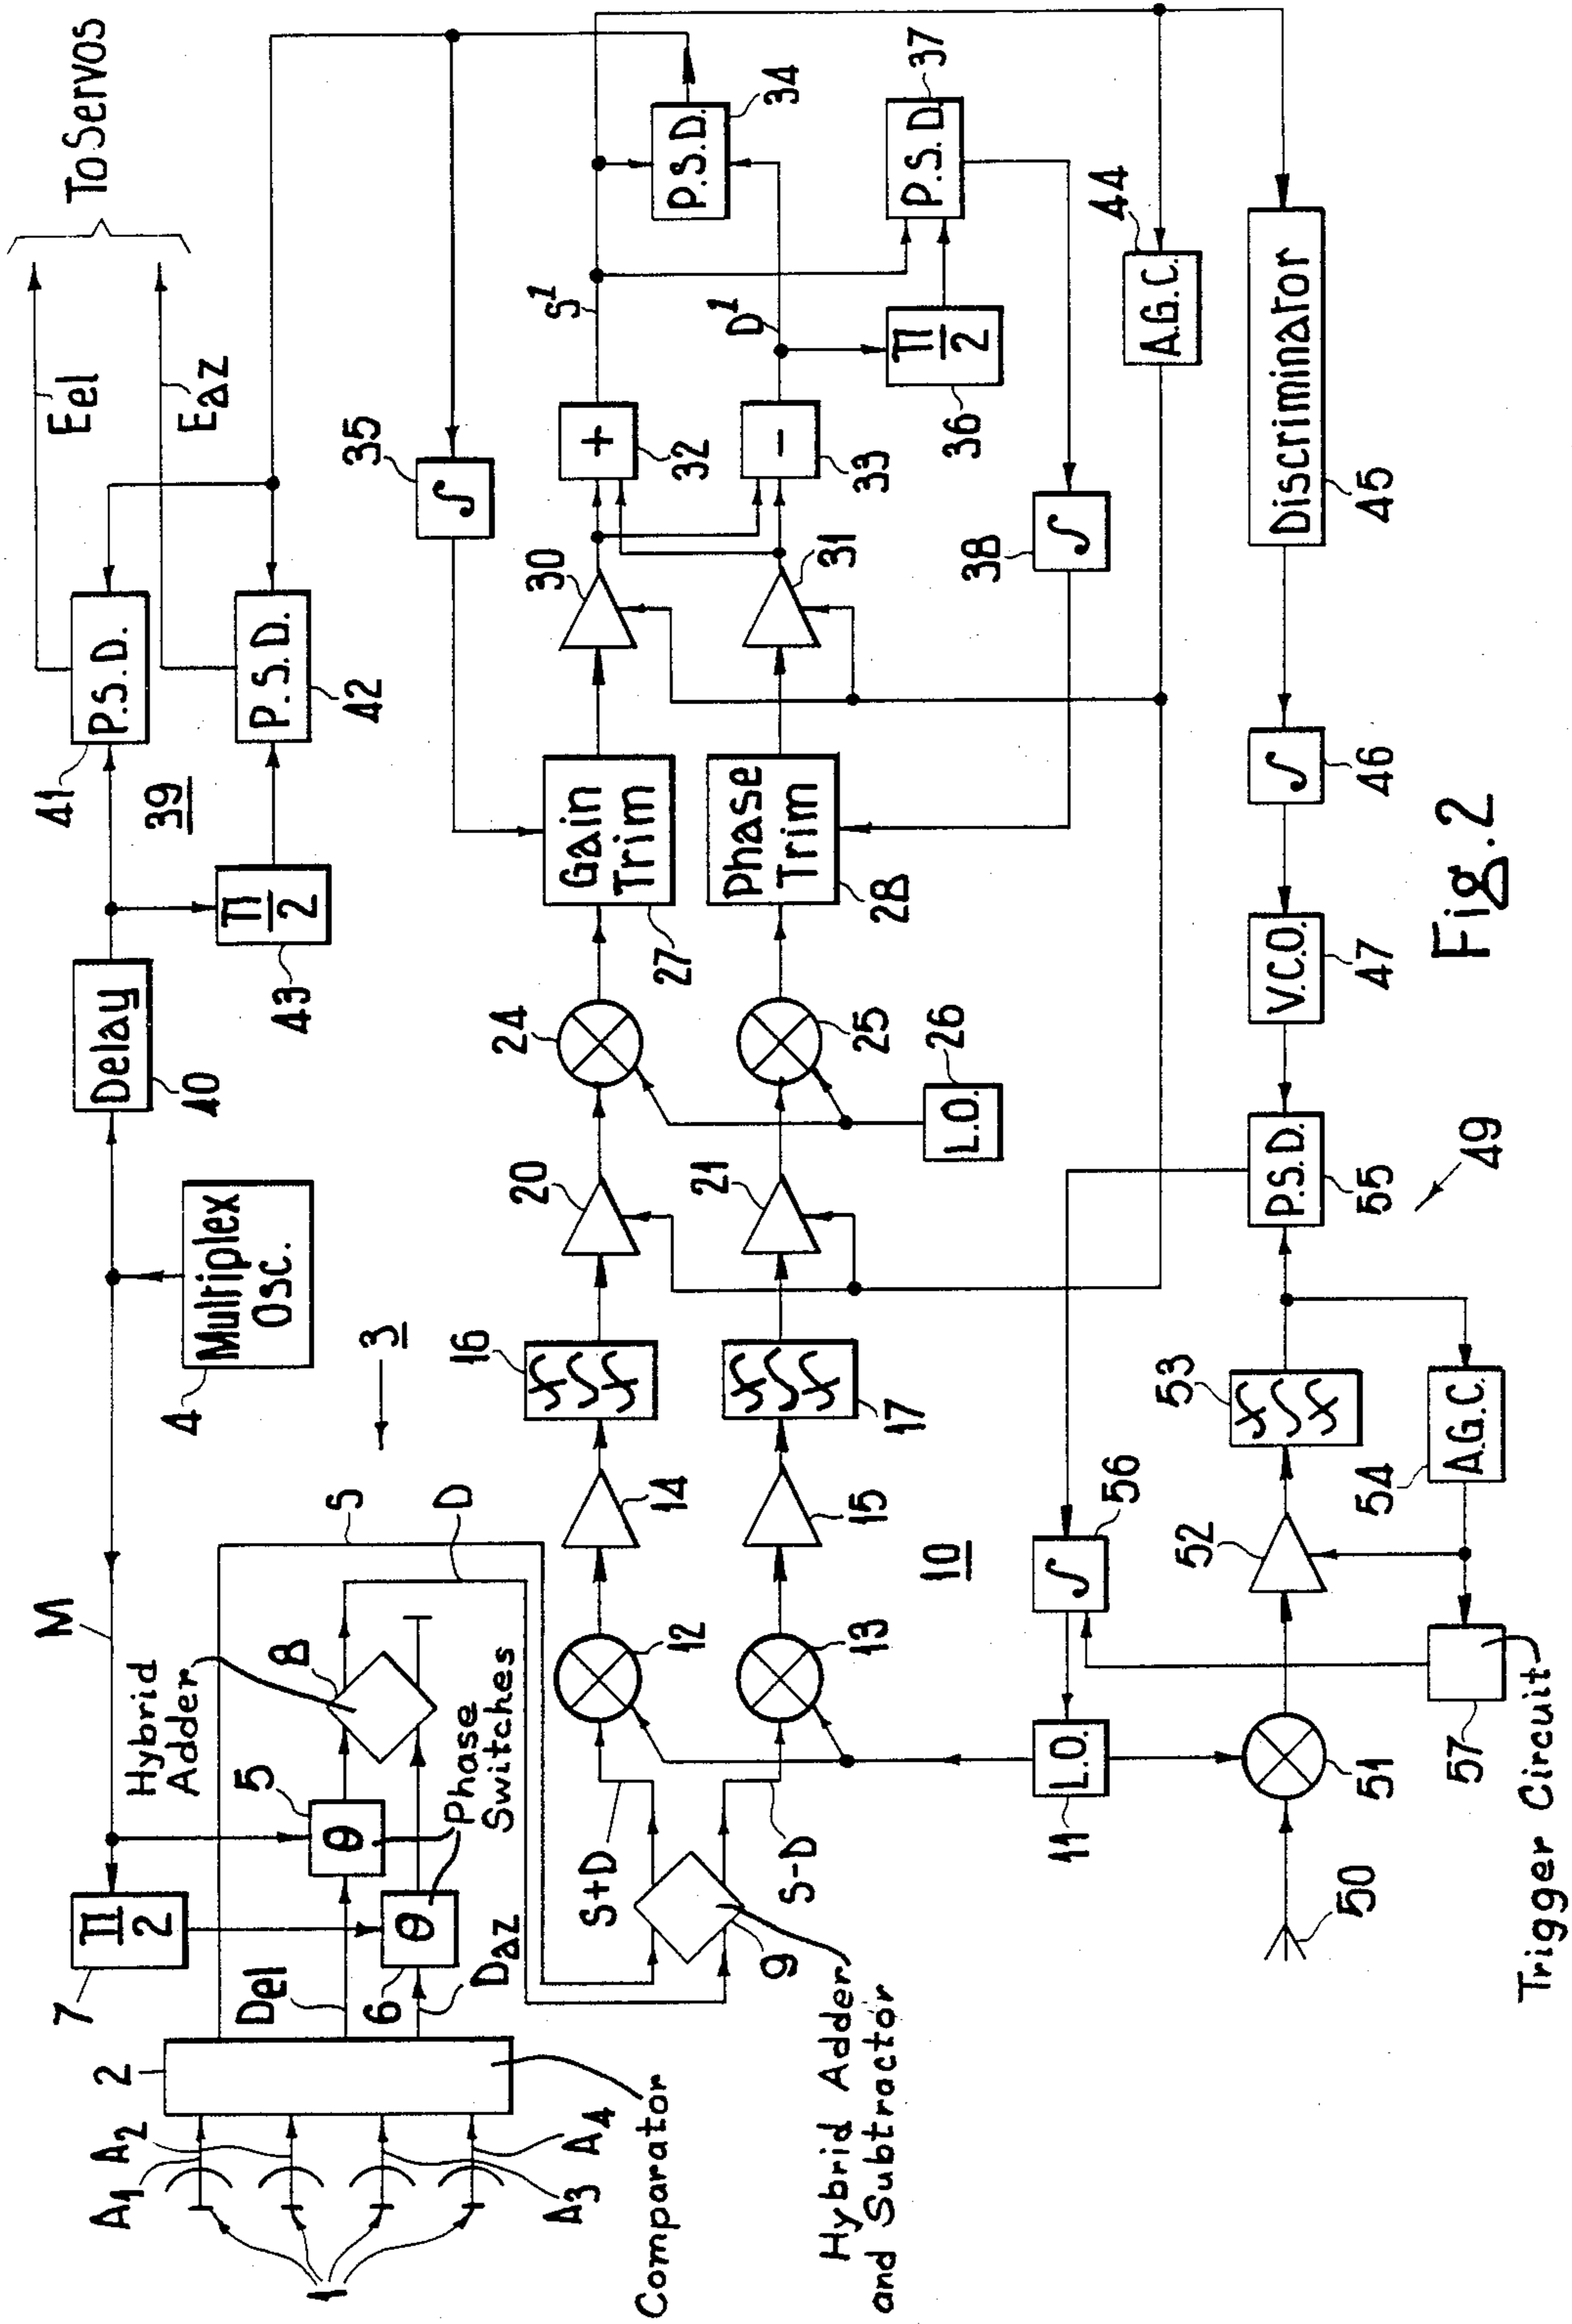 To Servos
Eel
Eaz
M
Multiplex
Osc.
4
Delay
40
π/2
43
39
P.S.D.
41
P.S.D.
42
π/2
7
Hybrid
Adder
8
θ
5
θ
6
Phase
Switches
Del
Daz
S
D
3
2
A1
A2
A3
A4
1
Comparator
S+D
S-D
9
Hybrid Adder
and Subtractor
12
13
14
15
16
17
10
20
21
24
25
L.O.
26
Gain
Trim
27
Phase
Trim
28
30
31
∫
35
+
32
-
33
S1
D1
P.S.D.
34
π/2
36
P.S.D.
37
∫
38
A.G.C.
44
Discriminator
45
∫
46
V.C.O.
47
P.S.D.
55
49
∫
56
L.O.
11
50
51
52
53
A.G.C.
54
57
Trigger Circuit
Fig. 2